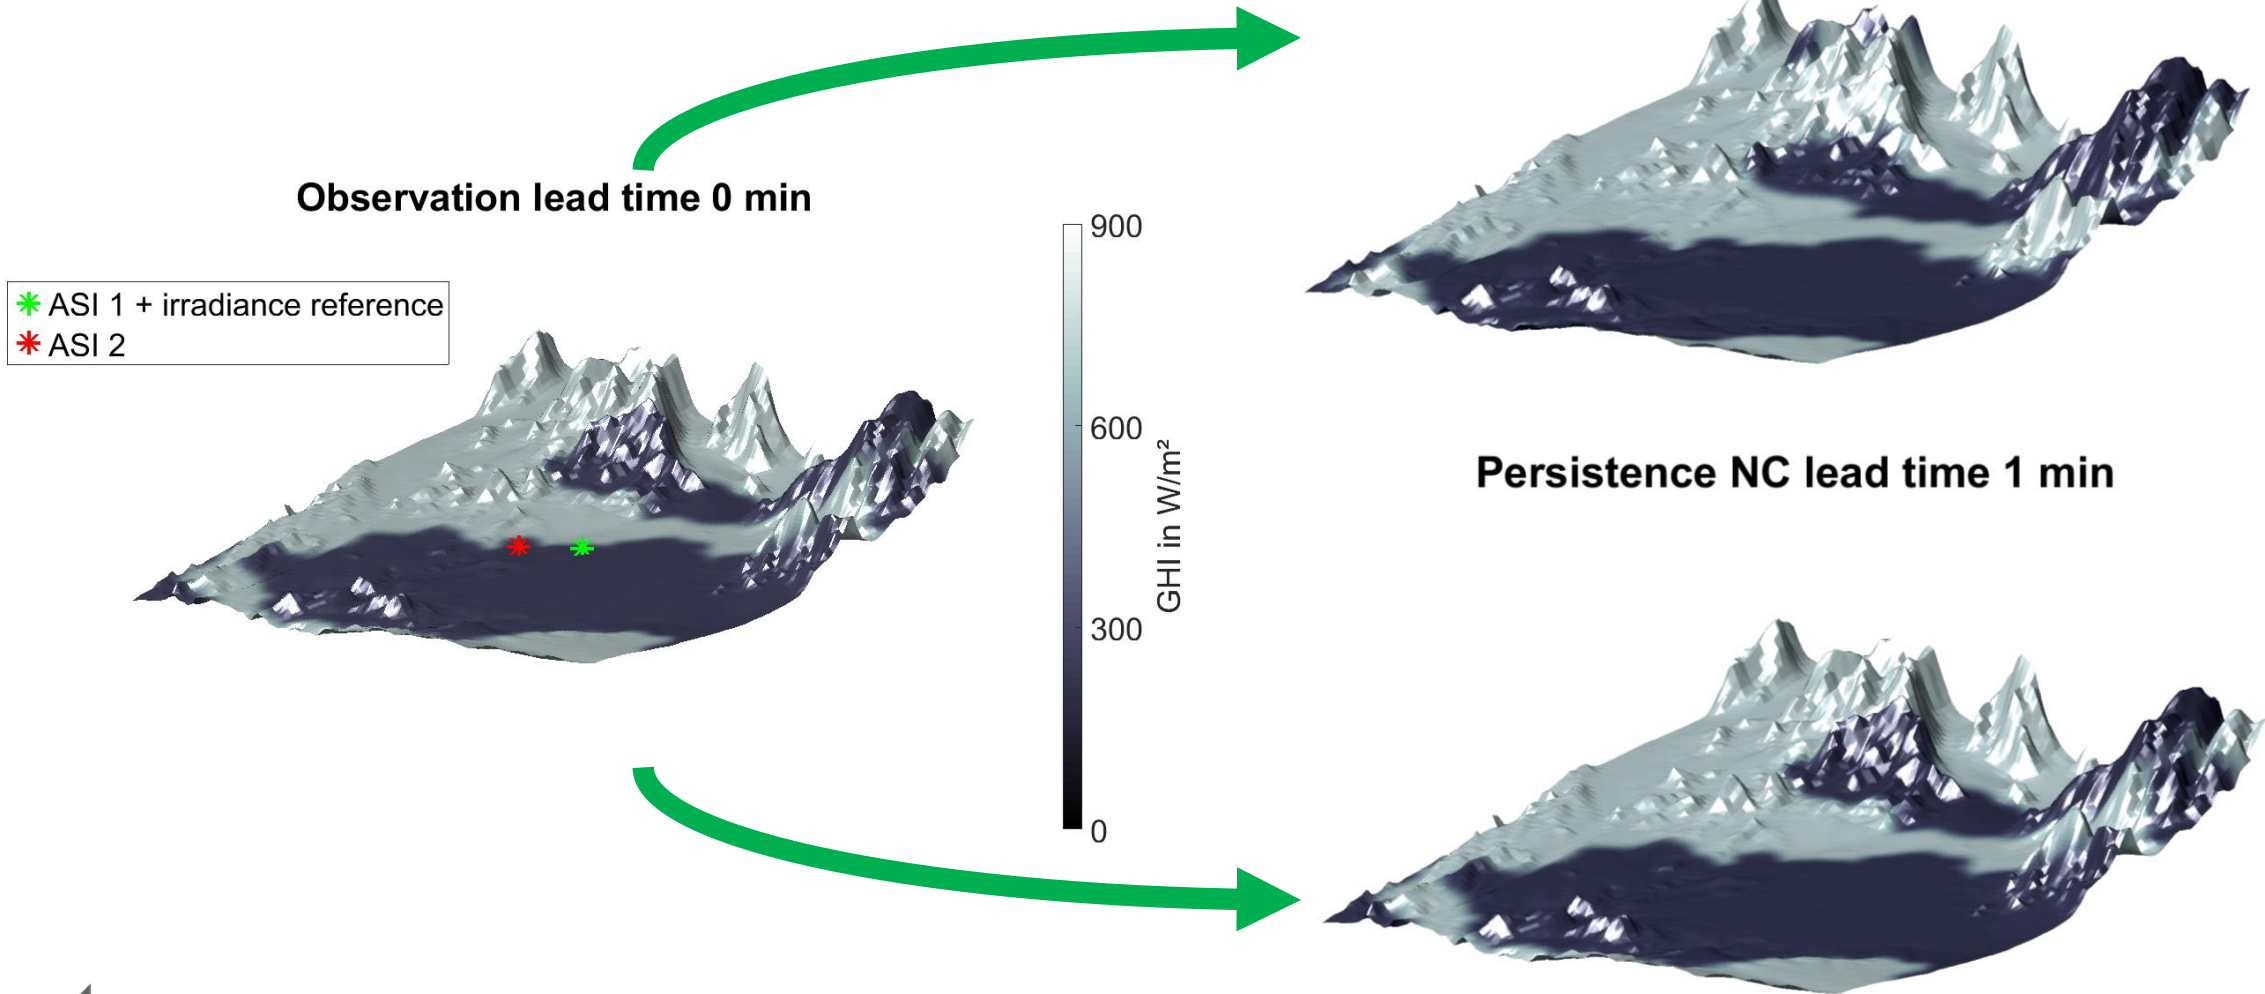 Observation lead time 0 min
ASI 1 + irradiance reference
ASI 2
900
600
300
0
GHI in W/m²
Persistence NC lead time 1 min